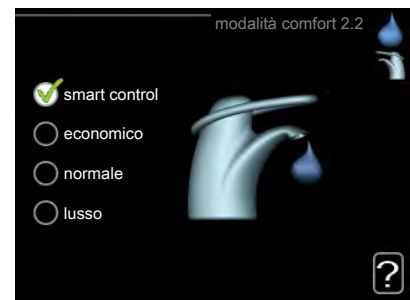 modalità comfort 2.2
smart control
economico
normale
lusso
?